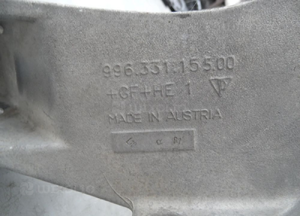 996.331.155.00
+GF+HE 1
MADE IN AUSTRIA